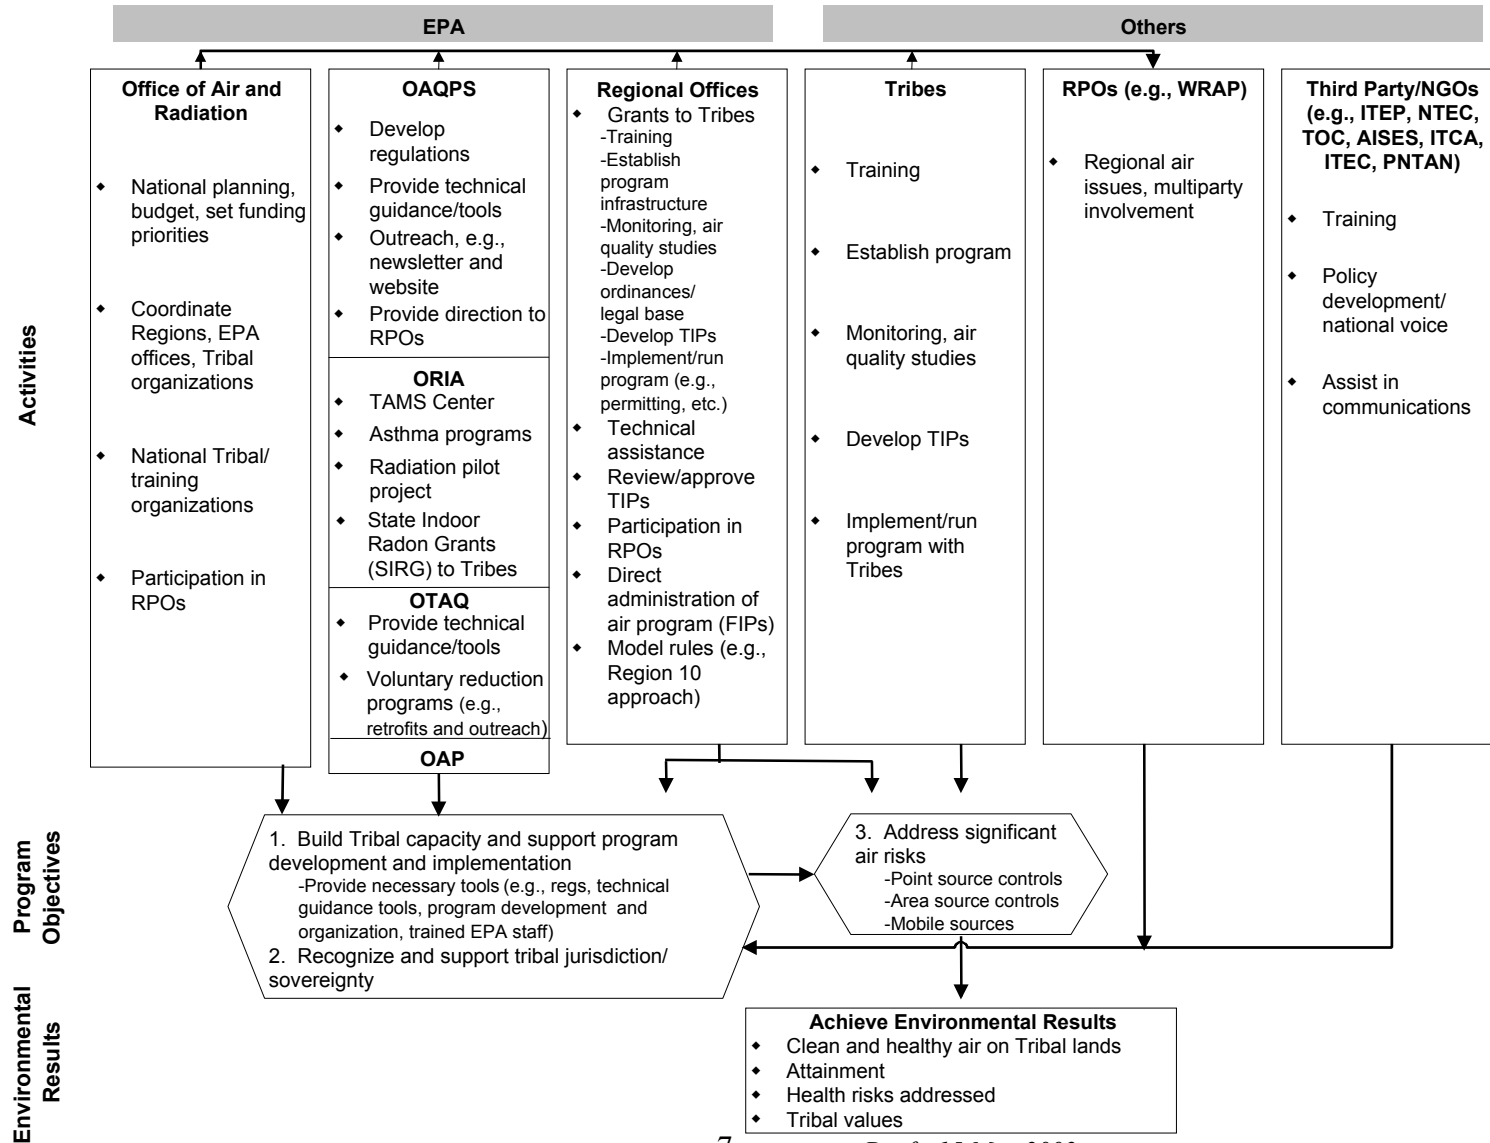 EPA
Others
Activities
Office of Air and
Radiation
◆ National planning,
budget, set funding
priorities
◆ Coordinate
Regions, EPA
offices, Tribal
organizations
◆ National Tribal/
training
organizations
◆ Participation in
RPOs
OAQPS
◆ Develop
regulations
◆ Provide technical
guidance/tools
◆ Outreach, e.g.,
newsletter and
website
◆ Provide direction to
RPOs
ORIA
◆ TAMS Center
◆ Asthma programs
◆ Radiation pilot
project
◆ State Indoor
Radon Grants
(SIRG) to Tribes
OTAQ
◆ Provide technical
guidance/tools
◆ Voluntary reduction
programs (e.g.,
retrofits and outreach)
OAP
Regional Offices
◆ Grants to Tribes
-Training
-Establish
program
infrastructure
-Monitoring, air
quality studies
-Develop
ordinances/
legal base
-Develop TIPs
-Implement/run
program (e.g.,
permitting, etc.)
◆ Technical
assistance
◆ Review/approve
TIPs
◆ Participation in
RPOs
◆ Direct
administration of
air program (FIPs)
◆ Model rules (e.g.,
Region 10
approach)
Tribes
◆ Training
◆ Establish program
◆ Monitoring, air
quality studies
◆ Develop TIPs
◆ Implement/run
program with
Tribes
RPOs (e.g., WRAP)
◆ Regional air
issues, multiparty
involvement
Third Party/NGOs
(e.g., ITEP, NTEC,
TOC, AISES, ITCA,
ITEC, PNTAN)
◆ Training
◆ Policy
development/
national voice
◆ Assist in
communications
Program
Objectives
1. Build Tribal capacity and support program
development and implementation
-Provide necessary tools (e.g., regs, technical
guidance tools, program development and
organization, trained EPA staff)
2. Recognize and support tribal jurisdiction/
sovereignty
3. Address significant
air risks
-Point source controls
-Area source controls
-Mobile sources
Environmental
Results
Achieve Environmental Results
◆ Clean and healthy air on Tribal lands
◆ Attainment
◆ Health risks addressed
◆ Tribal values